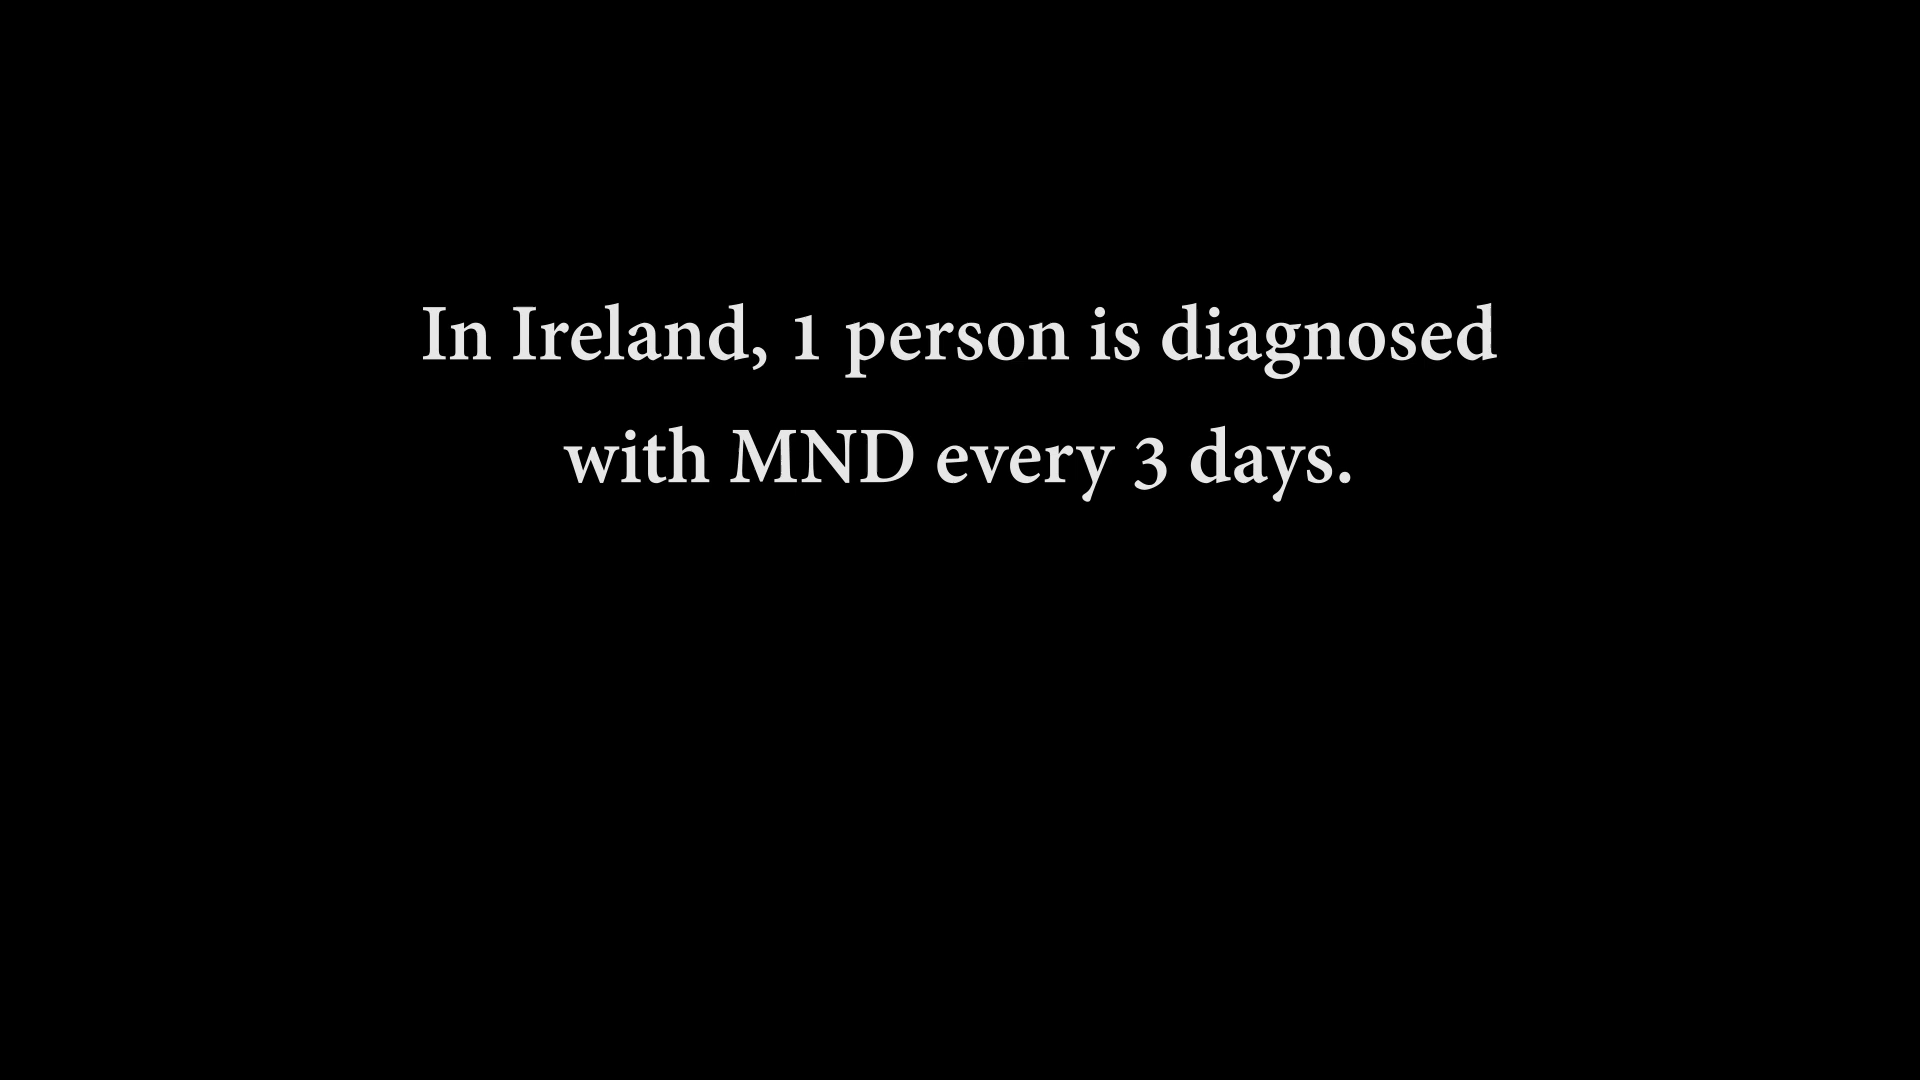 In Ireland, 1 person is diagnosed
with MND every 3 days.